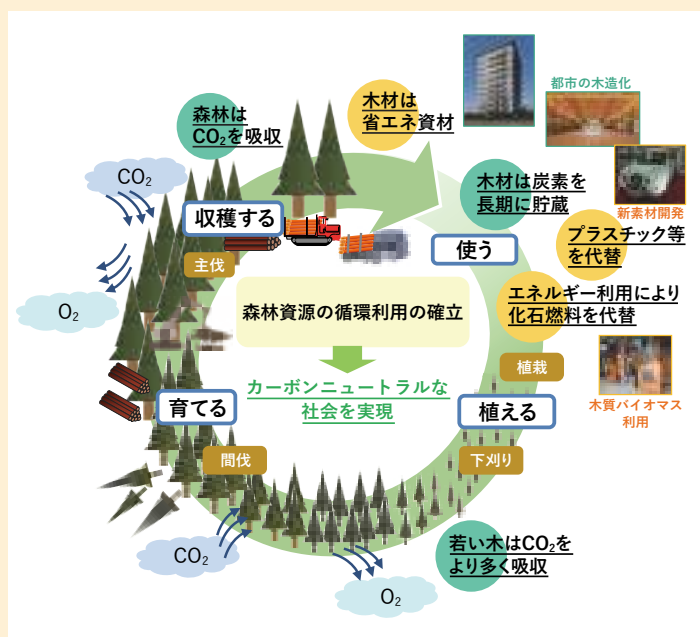 都市の木造化
森林は
CO₂を吸収
木材は
省エネ資材
CO₂
木材は炭素を
長期に貯蔵
新素材開発
収穫する
使う
プラスチック等
を代替
主伐
O₂
エネルギー利用により
化石燃料を代替
森林資源の循環利用の確立
植栽
カーボンニュートラルな
社会を実現
木質バイオマス
利用
育てる
植える
間伐
下刈り
CO₂
若い木はCO₂を
より多く吸収
O₂